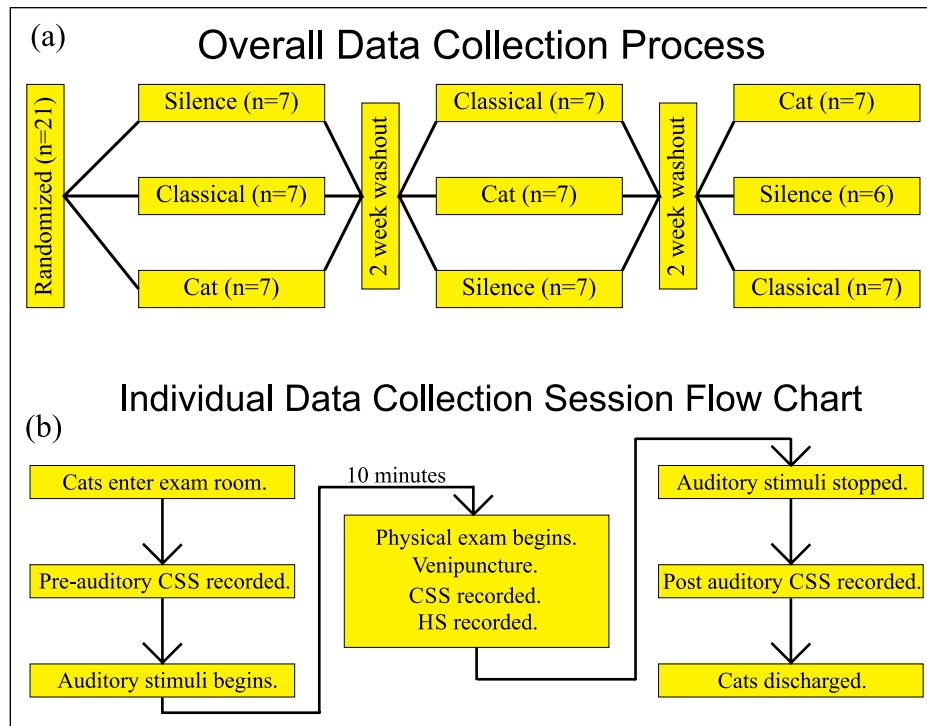 (a)
Overall Data Collection Process
Randomized (n=21)
Silence (n=7)
Classical (n=7)
Cat (n=7)
2 week washout
Classical (n=7)
Cat (n=7)
Silence (n=7)
2 week washout
Cat (n=7)
Silence (n=6)
Classical (n=7)
Individual Data Collection Session Flow Chart
(b)
Cats enter exam room.
Pre-auditory CSS recorded.
Auditory stimuli begins.
10 minutes
Physical exam begins.
Venipuncture.
CSS recorded.
HS recorded.
Auditory stimuli stopped.
Post auditory CSS recorded.
Cats discharged.